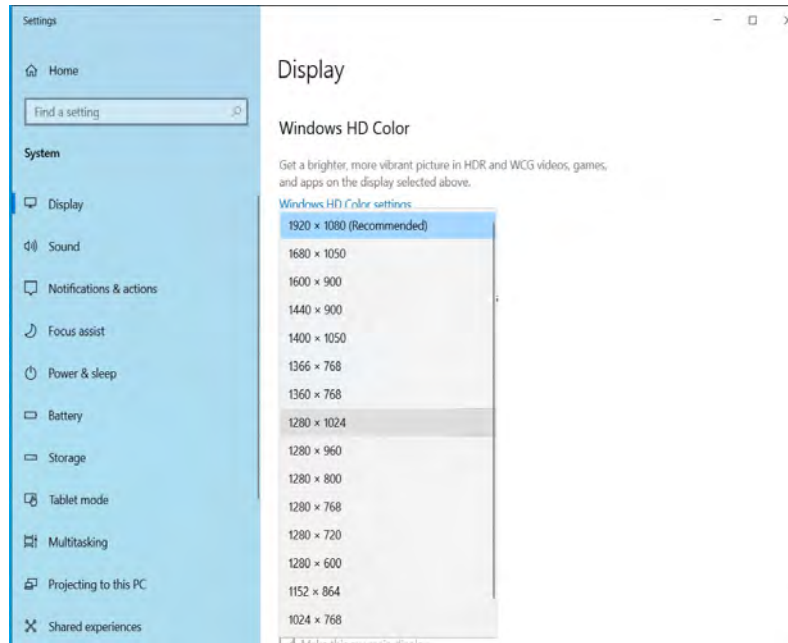 Settings
Home
Find a setting
System
Display
Sound
Notifications & actions
Focus assist
Power & sleep
Battery
Storage
Tablet mode
Multitasking
Projecting to this PC
Shared experiences
Display
Windows HD Color
Get a brighter, more vibrant picture in HDR and WCG videos, games,
and apps on the display selected above.
Windows HD Color settings
1920 × 1080 (Recommended)
1680 × 1050
1600 × 900
1440 × 900
1400 × 1050
1366 × 768
1360 × 768
1280 × 1024
1280 × 960
1280 × 800
1280 × 768
1280 × 720
1280 × 600
1152 × 864
1024 × 768